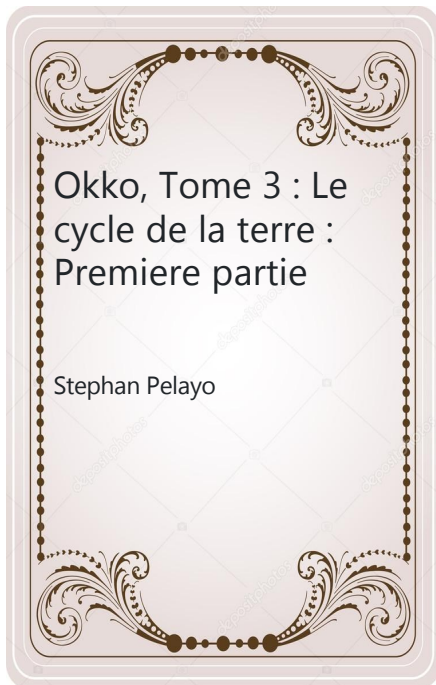 Okko, Tome 3 : Le
cycle de la terre :
Premiere partie
Stephan Pelayo